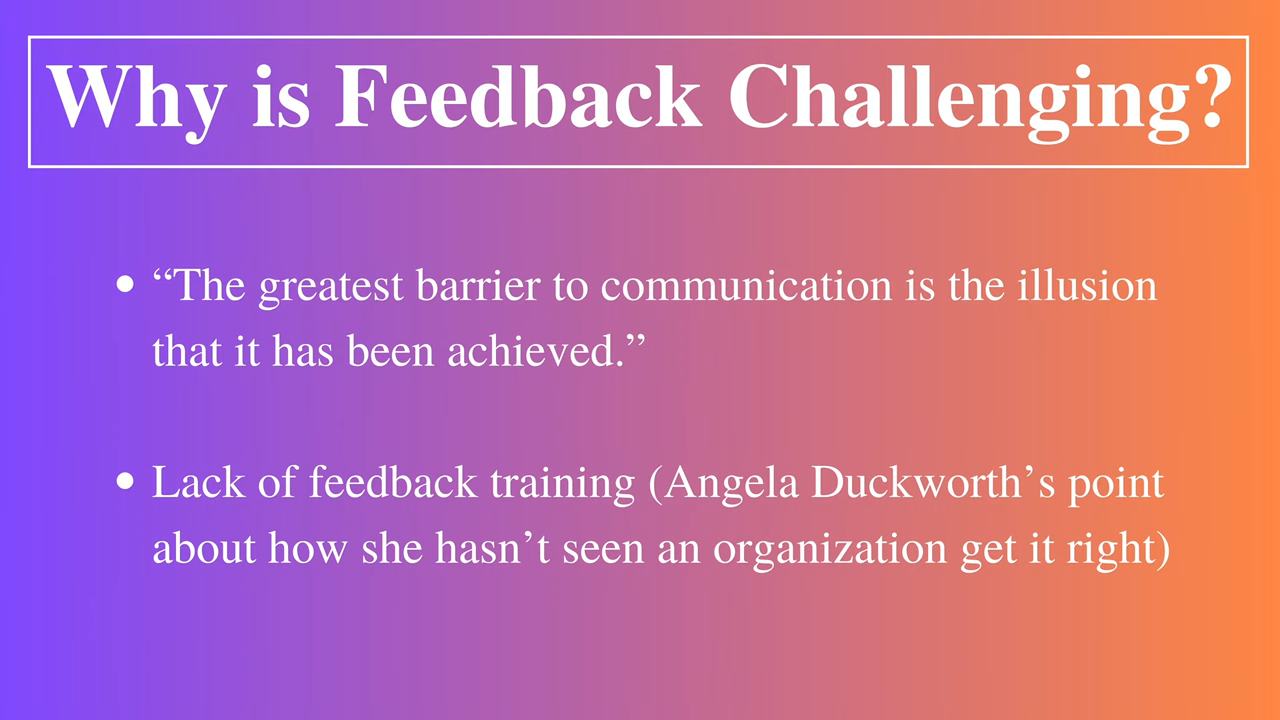 Why is Feedback Challenging?
• “The greatest barrier to communication is the illusion
that it has been achieved.”
• Lack of feedback training (Angela Duckworth’s point
about how she hasn’t seen an organization get it right)